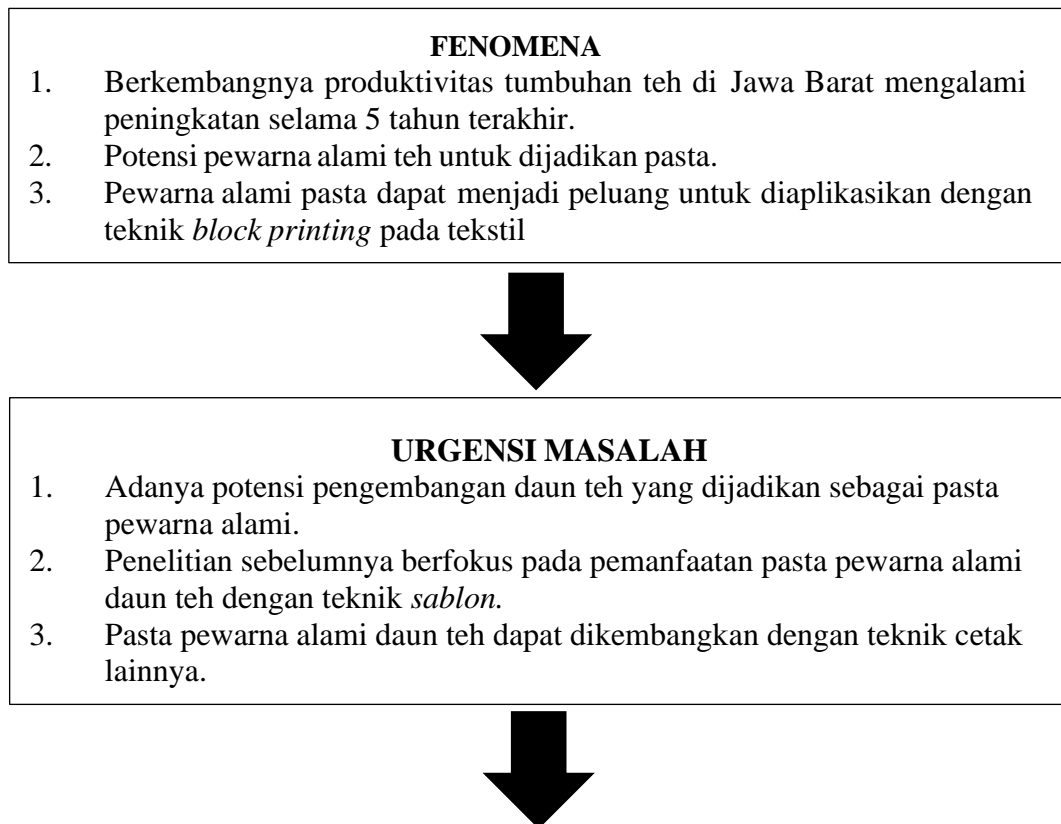 FENOMENA
1. Berkembangnya produktivitas tumbuhan teh di Jawa Barat mengalami
peningkatan selama 5 tahun terakhir.
2. Potensi pewarna alami teh untuk dijadikan pasta.
3. Pewarna alami pasta dapat menjadi peluang untuk diaplikasikan dengan
teknik block printing pada tekstil
URGENSI MASALAH
1. Adanya potensi pengembangan daun teh yang dijadikan sebagai pasta
pewarna alami.
2. Penelitian sebelumnya berfokus pada pemanfaatan pasta pewarna alami
daun teh dengan teknik sablon.
3. Pasta pewarna alami daun teh dapat dikembangkan dengan teknik cetak
lainnya.